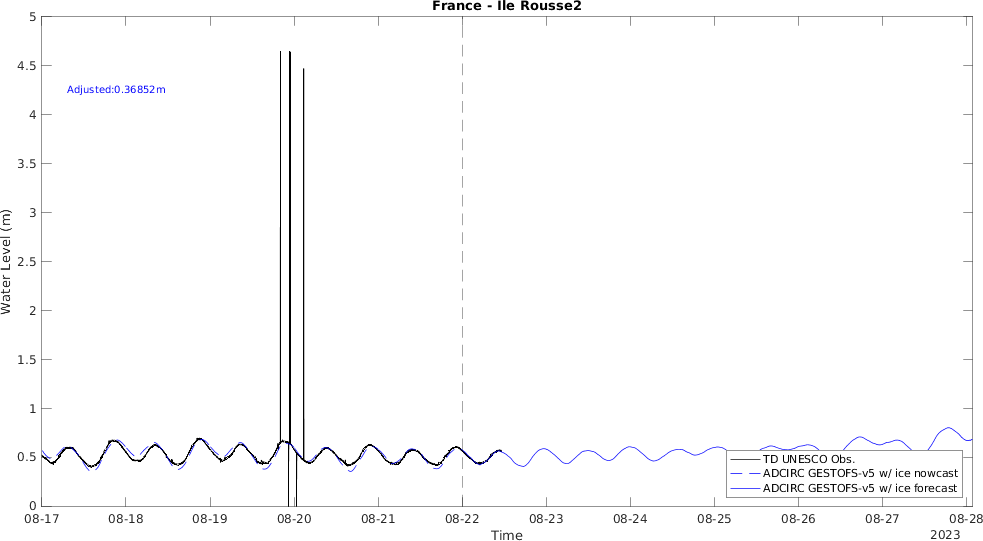 France - Ile Rousse2
Adjusted:0.36852m
Water Level (m)
5
4.5
4
3.5
3
2.5
2
1.5
1
0.5
0
TD UNESCO Obs.
ADCIRC GESTOFS-v5 w/ ice nowcast
ADCIRC GESTOFS-v5 w/ ice forecast
08-17 08-18 08-19 08-20 08-21 08-22 08-23 08-24 08-25 08-26 08-27 08-28
Time
2023